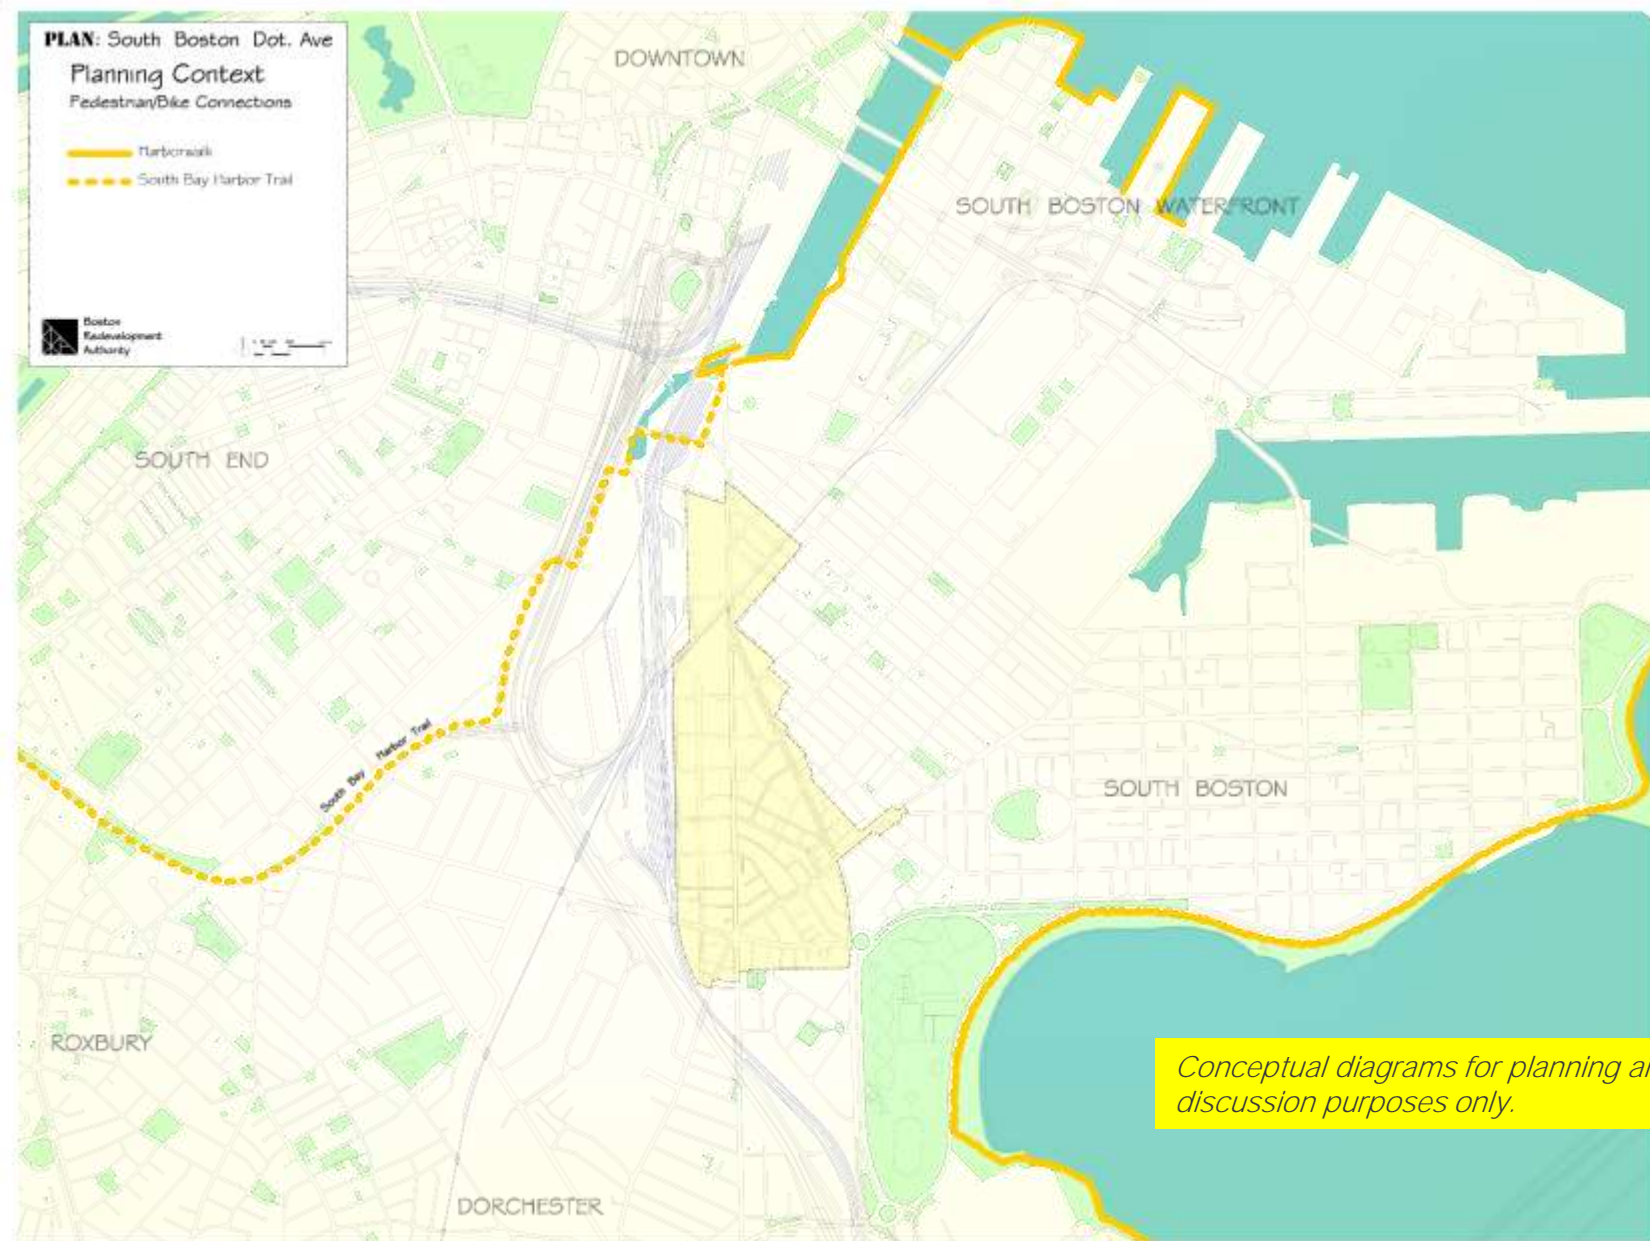 PLAN: South Boston Dot. Ave
Planning Context
Pedestrian/Bike Connections
Harborwalk
South Bay Harbor Trail
Boston
Redevelopment
Authority
DOWNTOWN
SOUTH BOSTON WATERFRONT
SOUTH END
South Bay Harbor Trail
SOUTH BOSTON
ROXBURY
Conceptual diagrams for planning
discussion purposes only.
DORCHESTER